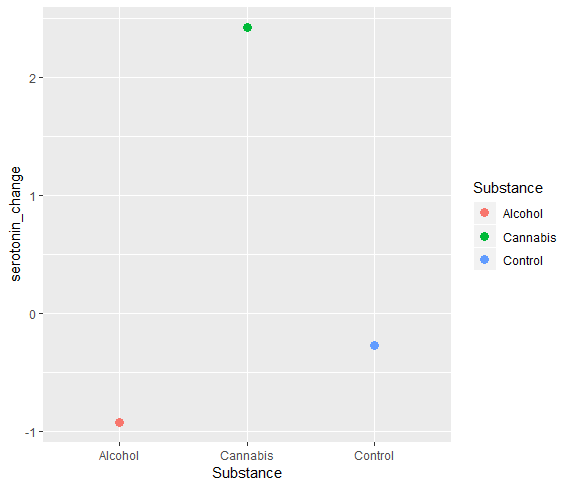 serotonin_change
2
1
0
-1
Alcohol Cannabis Control
Substance
Substance
Alcohol
Cannabis
Control